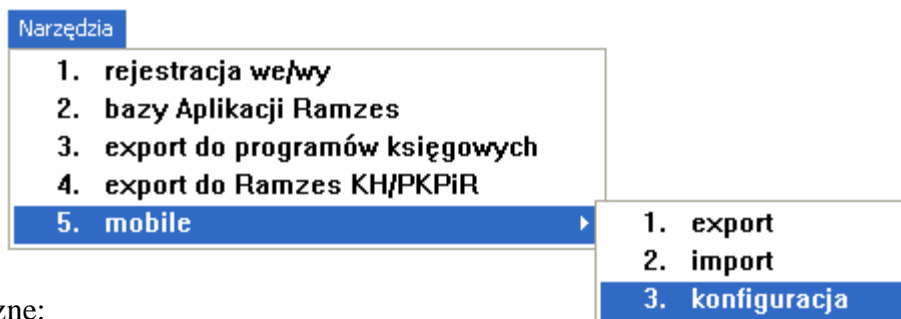 Narzędzia
1. rejestracja we/wy
2. bazy Aplikacji Ramzes
3. export do programów księgowych
4. export do Ramzes KH/PKPiR
5. mobile
1. export
2. import
3. konfiguracja
zne: